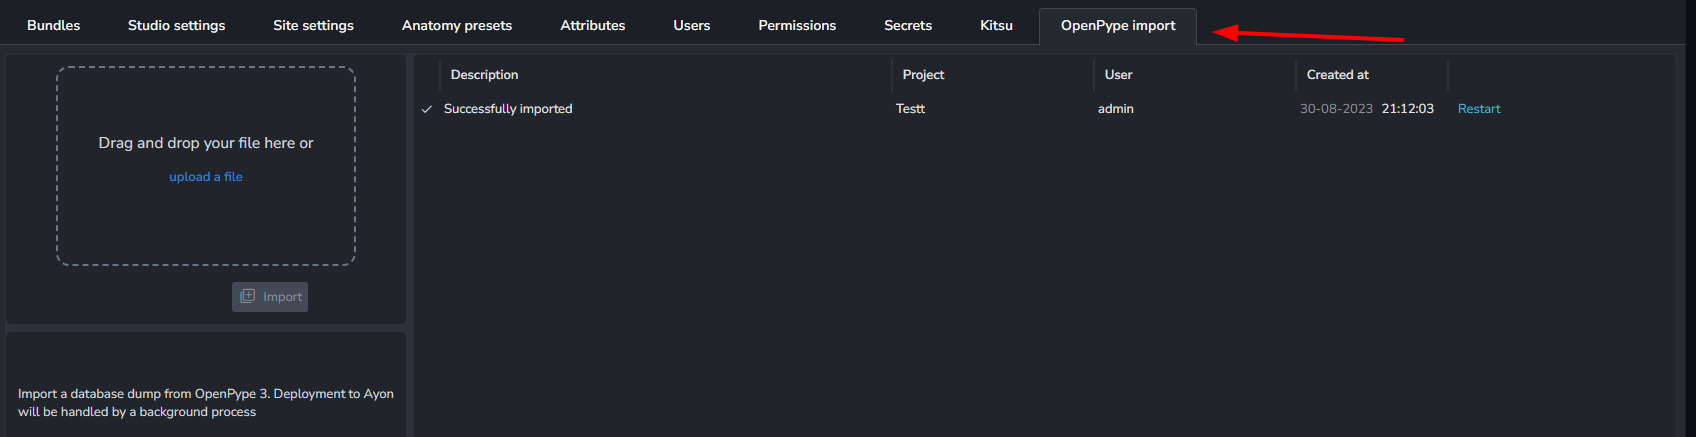 Bundles Studio settings Site settings Anatomy presets Attributes Users Permissions Secrets Kitsu OpenPype import
Drag and drop your file here or
upload a file
Import
Import a database dump from OpenPype 3. Deployment to Ayon
will be handled by a background process
Description Project User Created at
Successfully imported Testt admin 30-08-2023 21:12:03 Restart